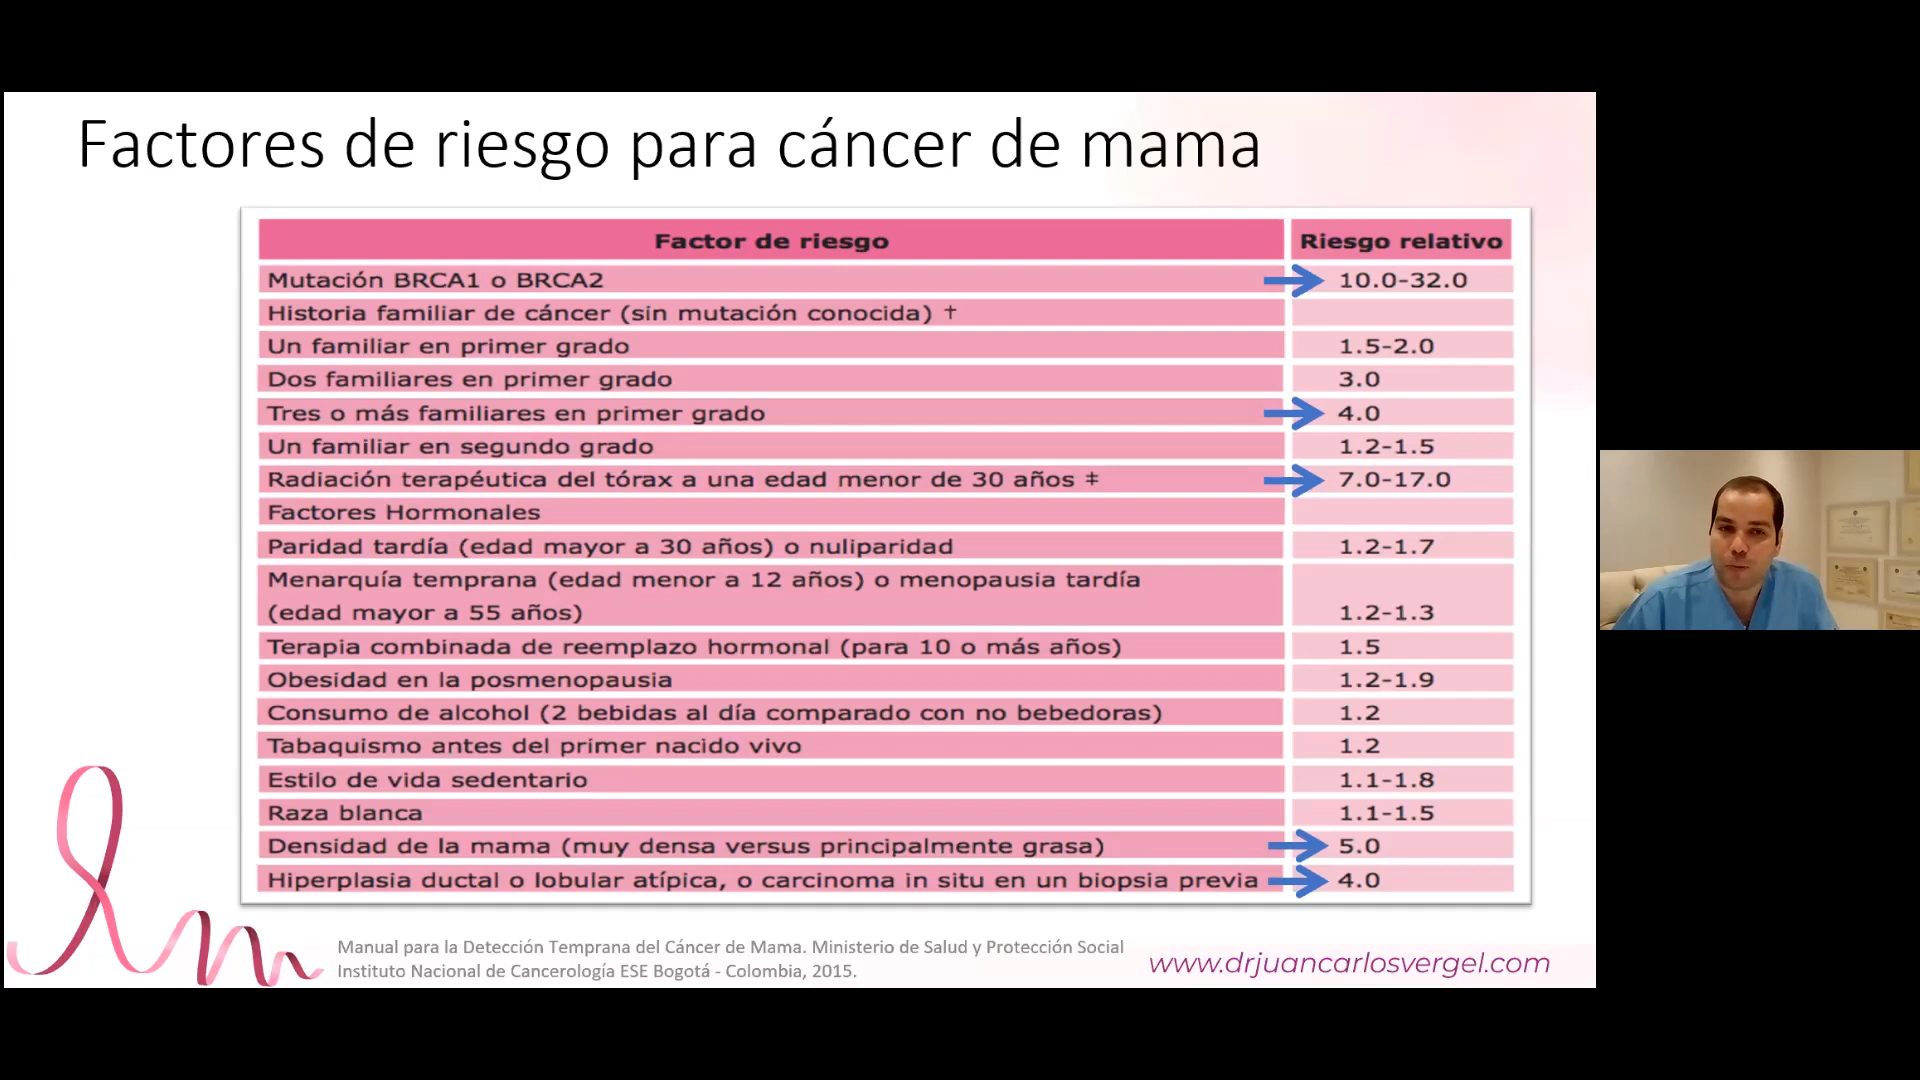 Factores de riesgo para cáncer de mama
Factor de riesgo Riesgo relativo
Mutación BRCA1 o BRCA2 10.0-32.0
Historia familiar de cáncer (sin mutación conocida) †
Un familiar en primer grado 1.5-2.0
Dos familiares en primer grado 3.0
Tres o más familiares en primer grado 4.0
Un familiar en segundo grado 1.2-1.5
Radiación terapéutica del tórax a una edad menor de 30 años ‡ 7.0-17.0
Factores Hormonales
Paridad tardía (edad mayor a 30 años) o nuliparidad 1.2-1.7
Menarquía temprana (edad menor a 12 años) o menopausia tardía
(edad mayor a 55 años) 1.2-1.3
Terapia combinada de reemplazo hormonal (para 10 o más años) 1.5
Obesidad en la posmenopausia 1.2-1.9
Consumo de alcohol (2 bebidas al día comparado con no bebedoras) 1.2
Tabaquismo antes del primer nacido vivo 1.2
Estilo de vida sedentario 1.1-1.8
Raza blanca 1.1-1.5
Densidad de la mama (muy densa versus principalmente grasa) 5.0
Hiperplasia ductal o lobular atípica, o carcinoma in situ en un biopsia previa 4.0
Manual para la Detección Temprana del Cáncer de Mama. Ministerio de Salud y Protección Social
Instituto Nacional de Cancerología ESE Bogotá - Colombia, 2015.
www.drjuancarlosvergel.com